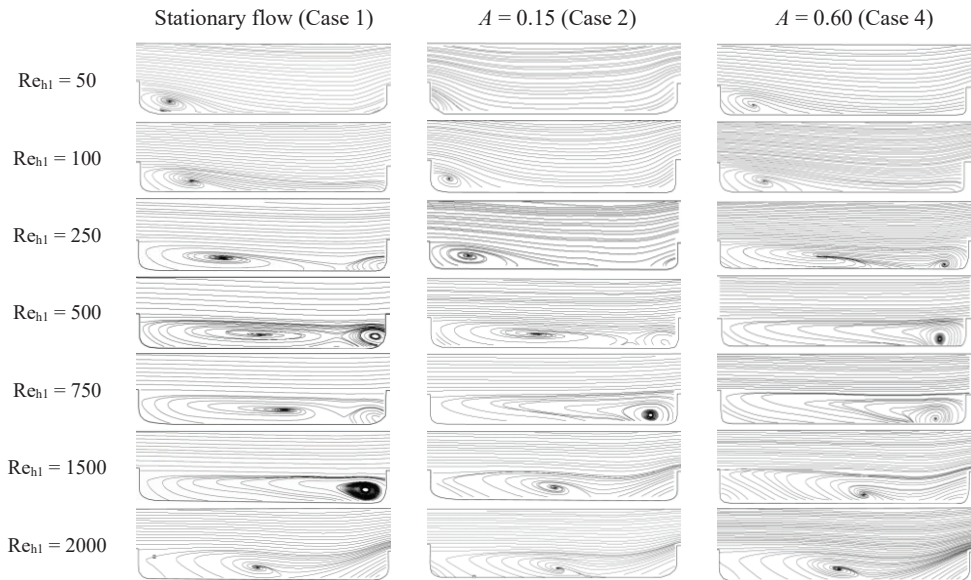 Stationary flow (Case 1) A = 0.15 (Case 2) A = 0.60 (Case 4)
Reh1 = 50
Reh1 = 100
Reh1 = 250
Reh1 = 500
Reh1 = 750
Reh1 = 1500
Reh1 = 2000